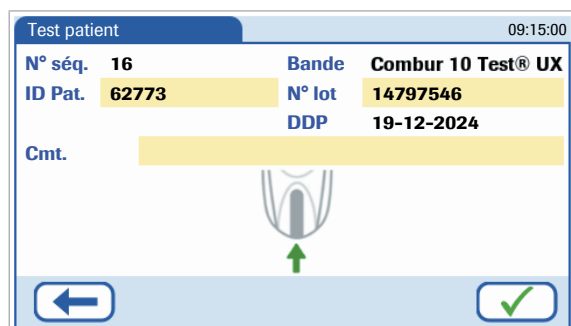 Test patient 09:15:00
N° séq. 16 Bande Combur 10 Test® UX
ID Pat. 62773 N° lot 14797546
DDP 19-12-2024
Cmt.